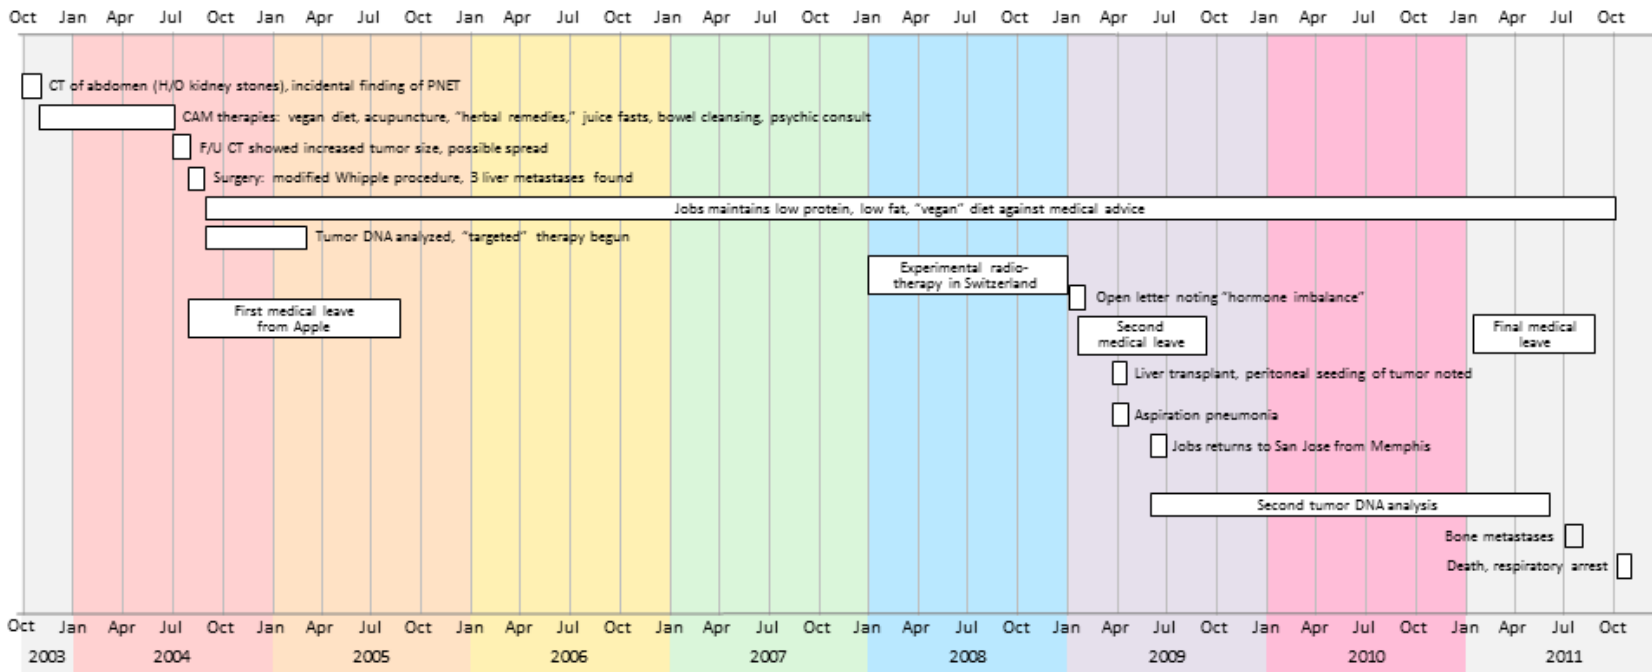 Oct Jan Apr Jul Oct Jan Apr Jul Oct Jan Apr Jul Oct Jan Apr Jul Oct Jan Apr Jul Oct Jan Apr Jul Oct Jan Apr Jul Oct Jan Apr Jul Oct
CT of abdomen (H/O kidney stones), incidental finding of PNET
CAM therapies: vegan diet, acupuncture, “herbal remedies,” juice fasts, bowel cleansing, psychic consult
F/U CT showed increased tumor size, possible spread
Surgery: modified Whipple procedure, 3 liver metastases found
Jobs maintains low protein, low fat, “vegan” diet against medical advice
Tumor DNA analyzed, “targeted” therapy begun
Experimental radio-
therapy in Switzerland
Open letter noting “hormone imbalance”
First medical leave
from Apple
Second
medical leave
Final medical
leave
Liver transplant, peritoneal seeding of tumor noted
Aspiration pneumonia
Jobs returns to San Jose from Memphis
Second tumor DNA analysis
Bone metastases
Death, respiratory arrest
Oct Jan Apr Jul Oct Jan Apr Jul Oct Jan Apr Jul Oct Jan Apr Jul Oct Jan Apr Jul Oct Jan Apr Jul Oct Jan Apr Jul Oct Jan Apr Jul Oct
2003 2004 2005 2006 2007 2008 2009 2010 2011